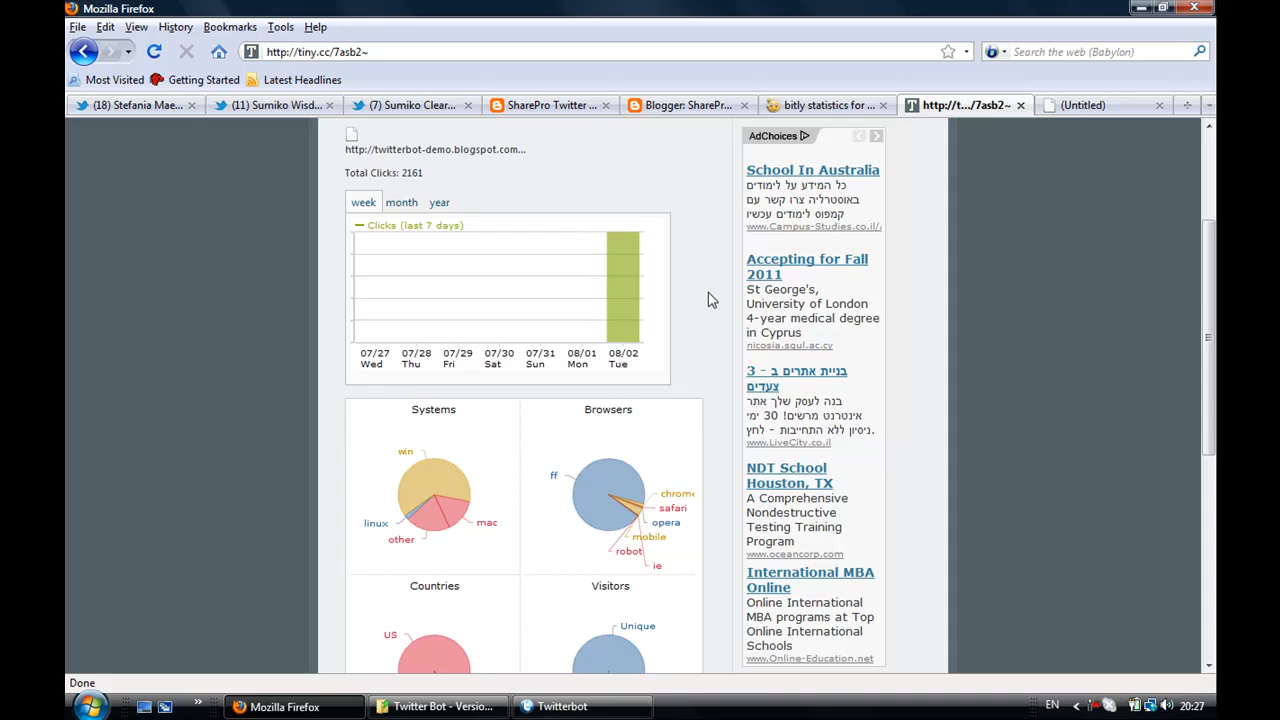 Mozilla Firefox
File Edit View History Bookmarks Tools Help
http://tiny.cc/7asb2~
Search the web (Babylon)
Most Visited Getting Started Latest Headlines
(18) Stefania Mae... (11) Sumiko Wisd... (7) Sumiko Clear... SharePro Twitter ... Blogger: SharePr... bitly statistics for ... http://t.../7asb2~ (Untitled)
http://twitterbot-demo.blogspot.com...
Total Clicks: 2161
week month year
Clicks (last 7 days)
07/27 07/28 07/29 07/30 07/31 08/01 08/02
Wed Thu Fri Sat Sun Mon Tue
Systems
win
linux
mac
other
Browsers
ff
chrome
safari
opera
mobile
robot
ie
Countries
US
Visitors
Unique
AdChoices
School In Australia
כל המידע על לימודים
באוסטרליה צרו קשר עם
קמפוס לימודים עכשיו
www.Campus-Studies.co.il/
Accepting for Fall
2011
St George's,
University of London
4-year medical degree
in Cyprus
nicosia.sgul.ac.cy
בניית אתרים ב - 3
צעדים
בנה לעסק שלך אתר
אינטרנט מרשים! 30 ימי
ניסיון ללא התחייבות - לחץ.
www.LiveCity.co.il
NDT School
Houston, TX
A Comprehensive
Nondestructive
Testing Training
Program
www.oceancorp.com
International MBA
Online
Online International
MBA programs at Top
Online International
Schools
www.Online-Education.net
Done
Mozilla Firefox Twitter Bot - Versio... Twitterbot EN 20:27